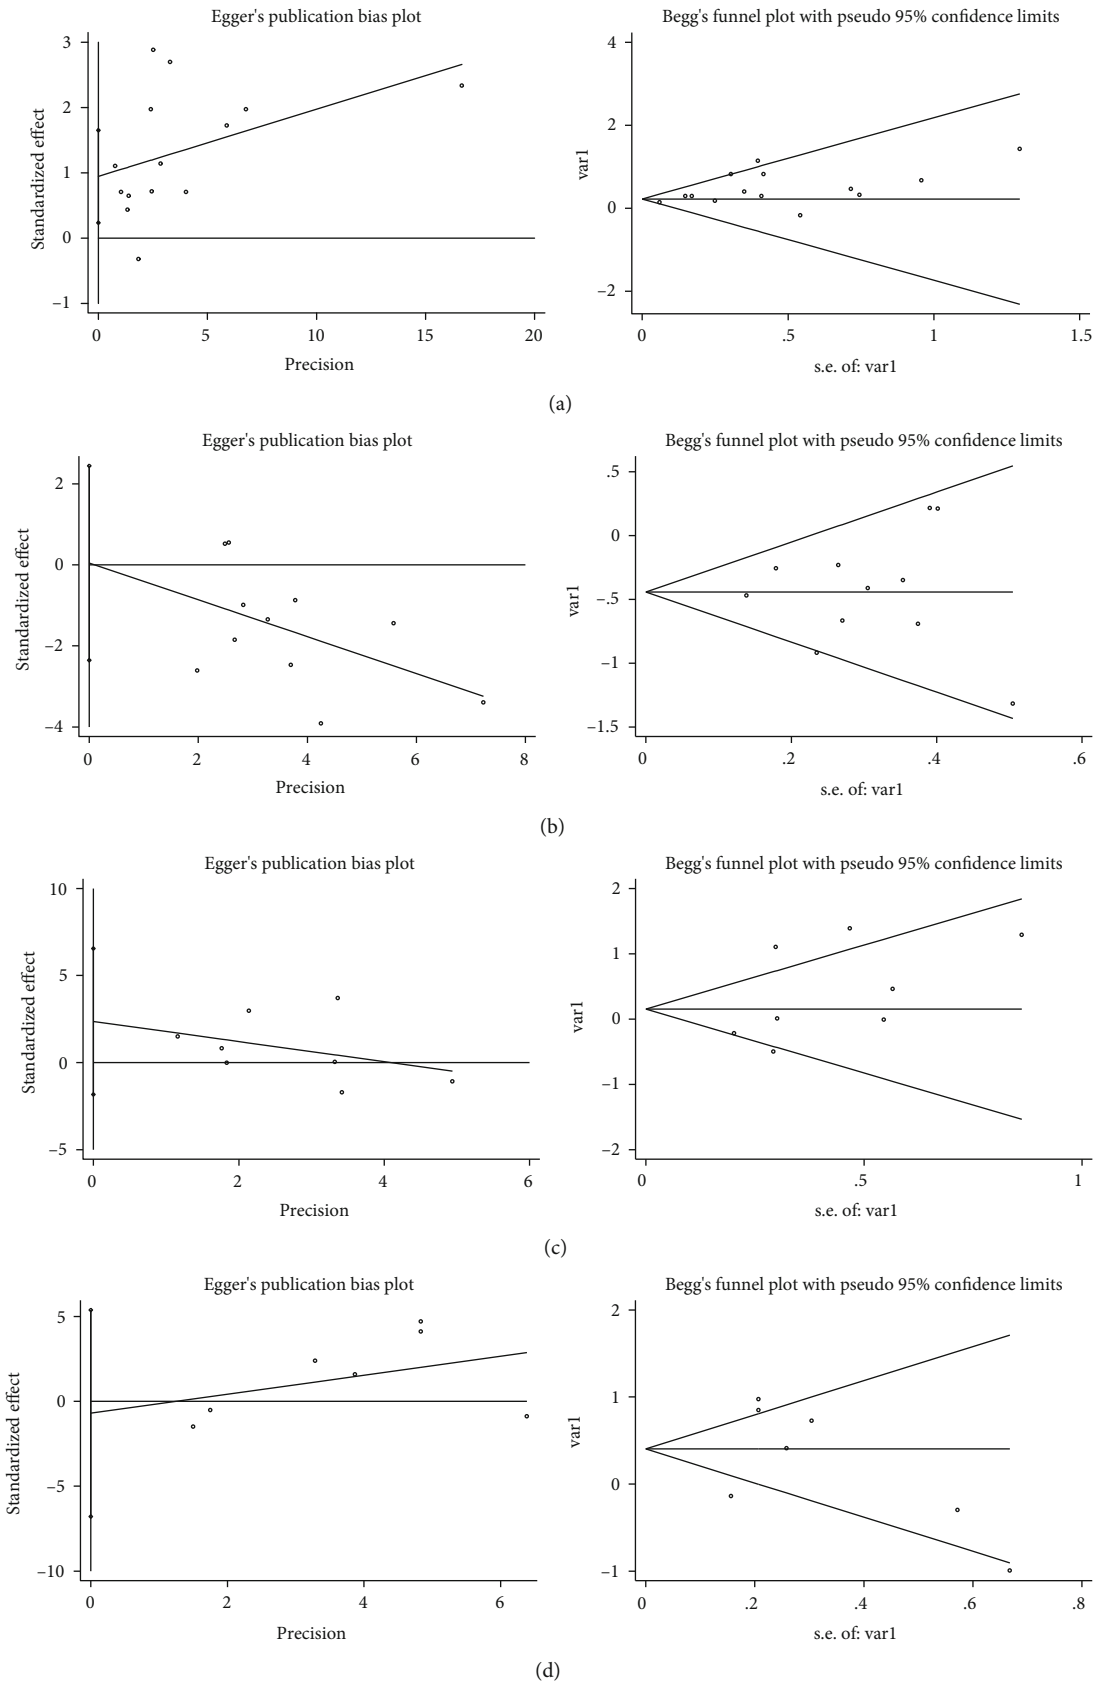 Egger's publication bias plot
3
2
1
0
–1
Standardized effect
0 5 10 15 20
Precision
Begg's funnel plot with pseudo 95% confidence limits
4
2
0
–2
var1
0 .5 1 1.5
s.e. of: var1
(a)
Egger's publication bias plot
2
0
–2
–4
Standardized effect
0 2 4 6 8
Precision
Begg's funnel plot with pseudo 95% confidence limits
.5
0
–.5
–1
–1.5
var1
0 .2 .4 .6
s.e. of: var1
(b)
Egger's publication bias plot
10
5
0
–5
Standardized effect
0 2 4 6
Precision
Begg's funnel plot with pseudo 95% confidence limits
2
1
0
–1
–2
var1
0 .5 1
s.e. of: var1
(c)
Egger's publication bias plot
5
0
–5
–10
Standardized effect
0 2 4 6
Precision
Begg's funnel plot with pseudo 95% confidence limits
2
1
0
–1
var1
0 .2 .4 .6 .8
s.e. of: var1
(d)